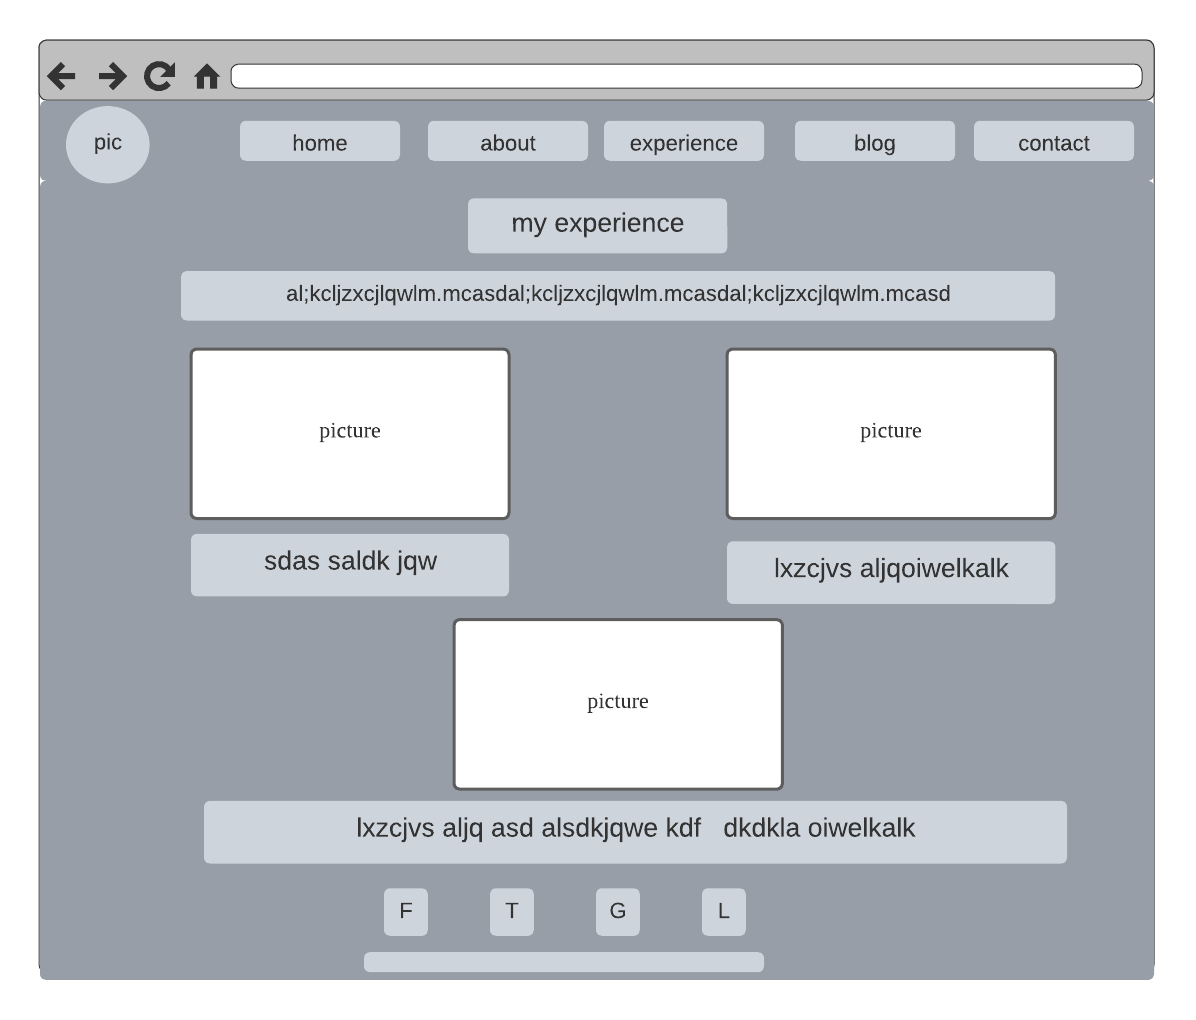 pic
home
about
experience
blog
contact
my experience
al;kcljzxcjlqwlm.mcasdal;kcljzxcjlqwlm.mcasdal;kcljzxcjlqwlm.mcasd
picture
picture
sdas saldk jqw
lxzcjvs aljqoiwelkalk
picture
lxzcjvs aljq asd alsdkjqwe kdf   dkdkla oiwelkalk
F
T
G
L